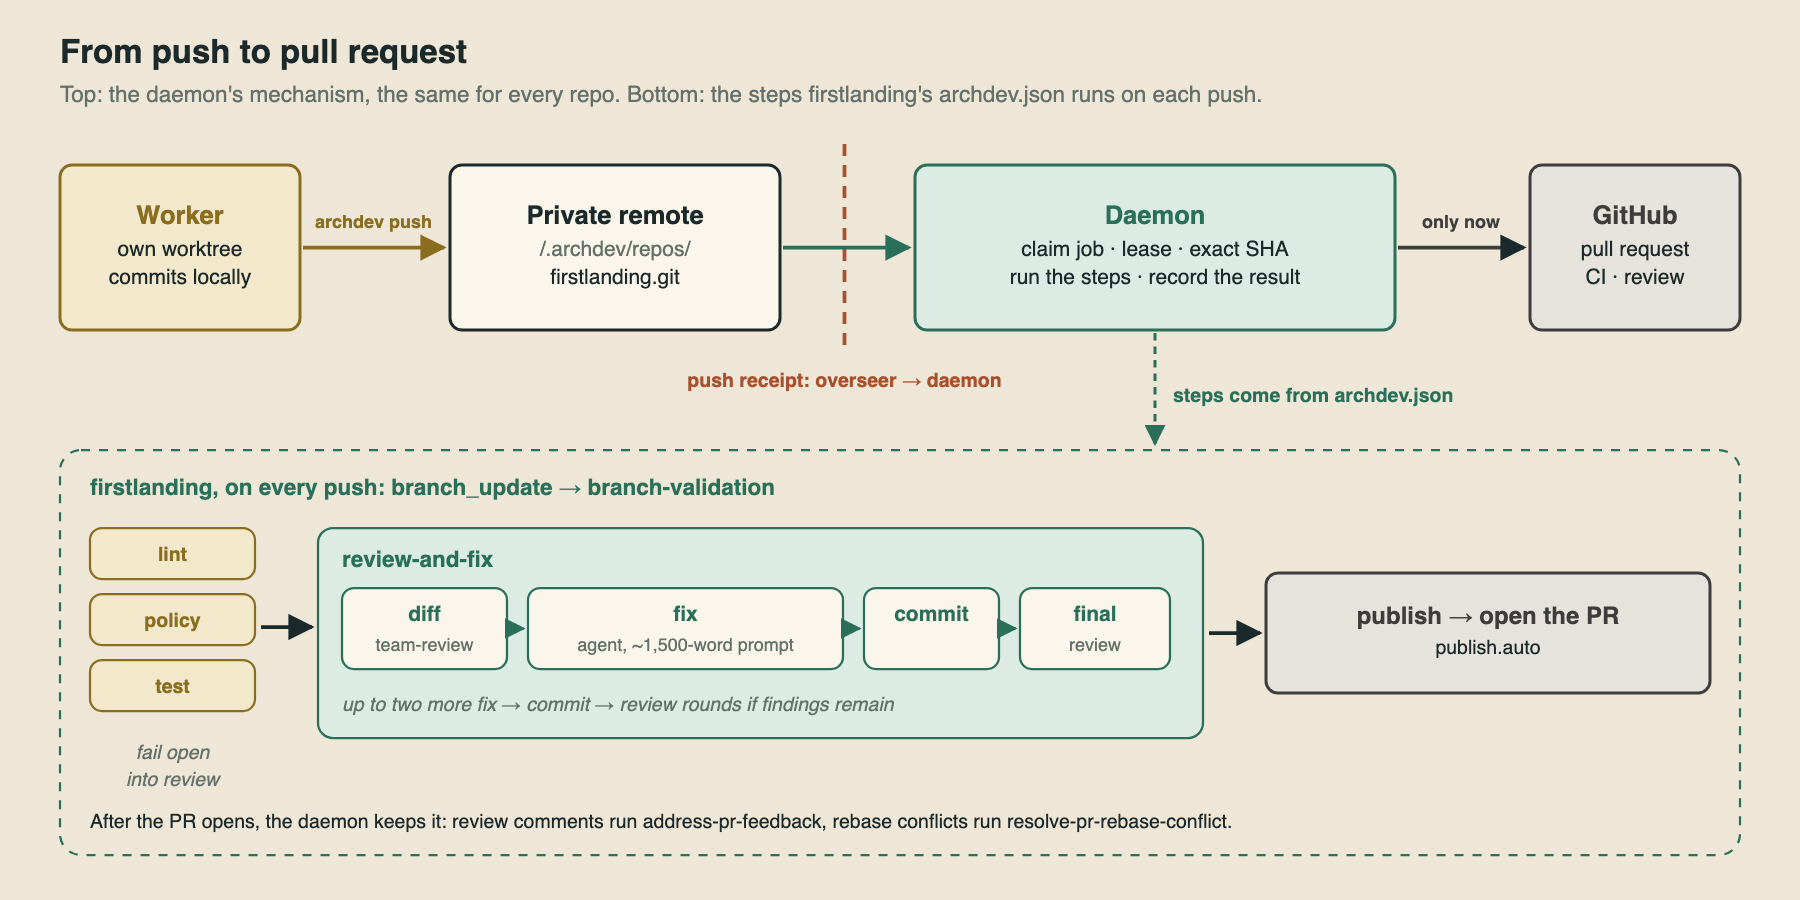 From push to pull request
Top: the daemon's mechanism, the same for every repo. Bottom: the steps firstlanding's archdev.json runs on each push.
Worker
own worktree
commits locally
archdev push
Private remote
/.archdev/repos/
firstlanding.git
Daemon
claim job · lease · exact SHA
run the steps · record the result
only now
GitHub
pull request
CI · review
push receipt: overseer → daemon
steps come from archdev.json
firstlanding, on every push: branch_update → branch-validation
lint
policy
test
fail open
into review
review-and-fix
diff
team-review
fix
agent, ~1,500-word prompt
commit
final
review
up to two more fix → commit → review rounds if findings remain
publish → open the PR
publish.auto
After the PR opens, the daemon keeps it: review comments run address-pr-feedback, rebase conflicts run resolve-pr-rebase-conflict.